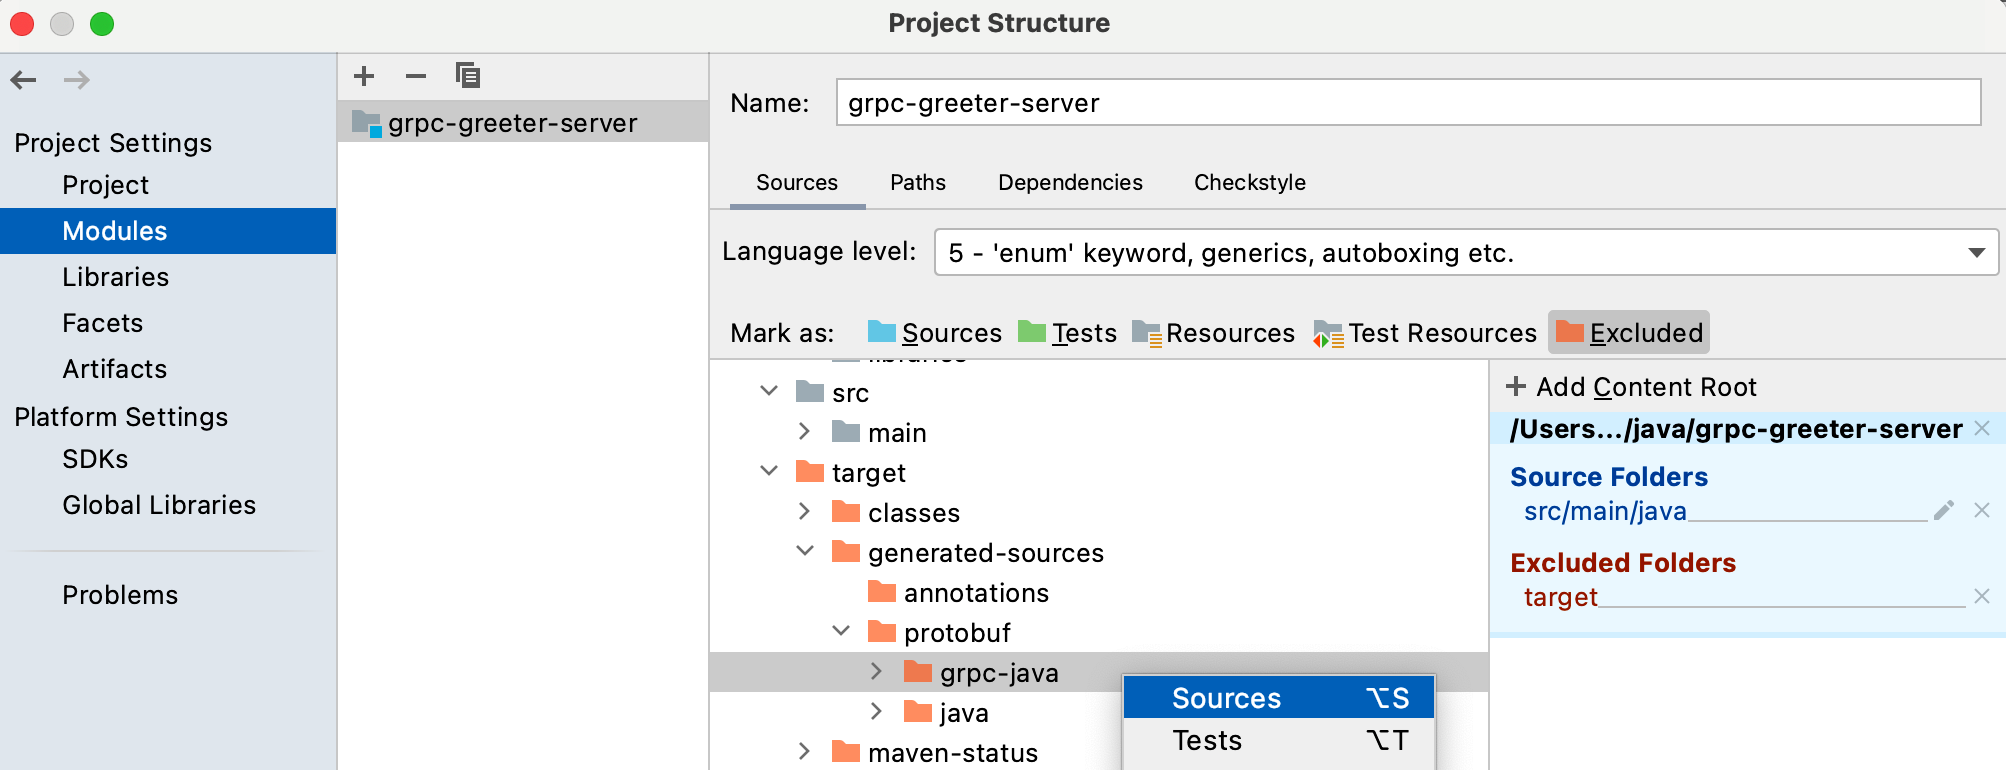 Project Structure
Project Settings
Project
Modules
Libraries
Facets
Artifacts
Platform Settings
SDKs
Global Libraries
Problems
grpc-greeter-server
Name: grpc-greeter-server
Sources Paths Dependencies Checkstyle
Language level: 5 - 'enum' keyword, generics, autoboxing etc.
Mark as: Sources Tests Resources Test Resources Excluded
src
main
target
classes
generated-sources
annotations
protobuf
grpc-java
java
maven-status
Sources ⌥S
Tests ⌥T
Add Content Root
/Users.../java/grpc-greeter-server
Source Folders
src/main/java
Excluded Folders
target